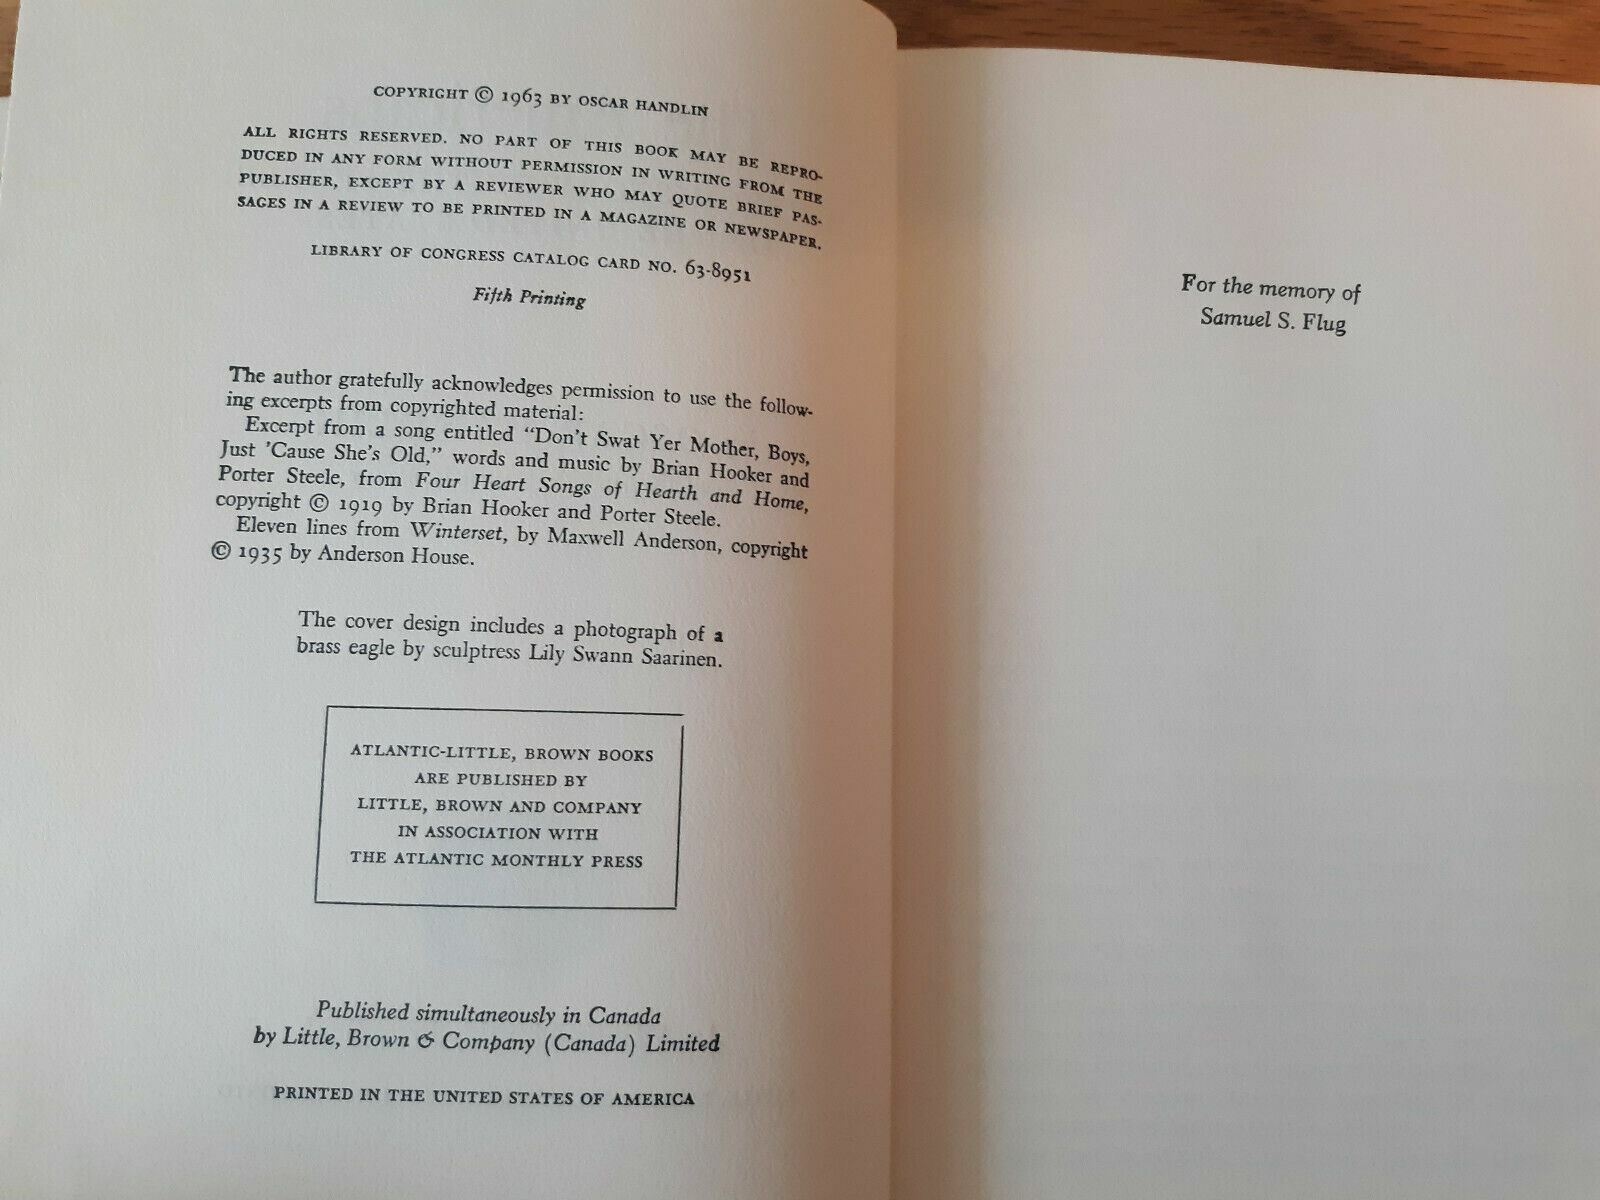 COPYRIGHT © 1963 BY OSCAR HANDLIN
ALL RIGHTS RESERVED. NO PART OF THIS BOOK MAY BE REPRO-
DUCED IN ANY FORM WITHOUT PERMISSION IN WRITING FROM THE
PUBLISHER, EXCEPT BY A REVIEWER WHO MAY QUOTE BRIEF PAS-
SAGES IN A REVIEW TO BE PRINTED IN A MAGAZINE OR NEWSPAPER.
LIBRARY OF CONGRESS CATALOG CARD NO. 63-8951
Fifth Printing
The author gratefully acknowledges permission to use the follow-
ing excerpts from copyrighted material:
Excerpt from a song entitled "Don't Swat Yer Mother, Boys,
Just 'Cause She's Old," words and music by Brian Hooker and
Porter Steele, from Four Heart Songs of Hearth and Home,
copyright © 1919 by Brian Hooker and Porter Steele.
Eleven lines from Winterset, by Maxwell Anderson, copyright
© 1935 by Anderson House.
The cover design includes a photograph of a
brass eagle by sculptress Lily Swann Saarinen.
ATLANTIC-LITTLE, BROWN BOOKS
ARE PUBLISHED BY
LITTLE, BROWN AND COMPANY
IN ASSOCIATION WITH
THE ATLANTIC MONTHLY PRESS
Published simultaneously in Canada
by Little, Brown & Company (Canada) Limited
PRINTED IN THE UNITED STATES OF AMERICA
For the memory of
Samuel S. Flug